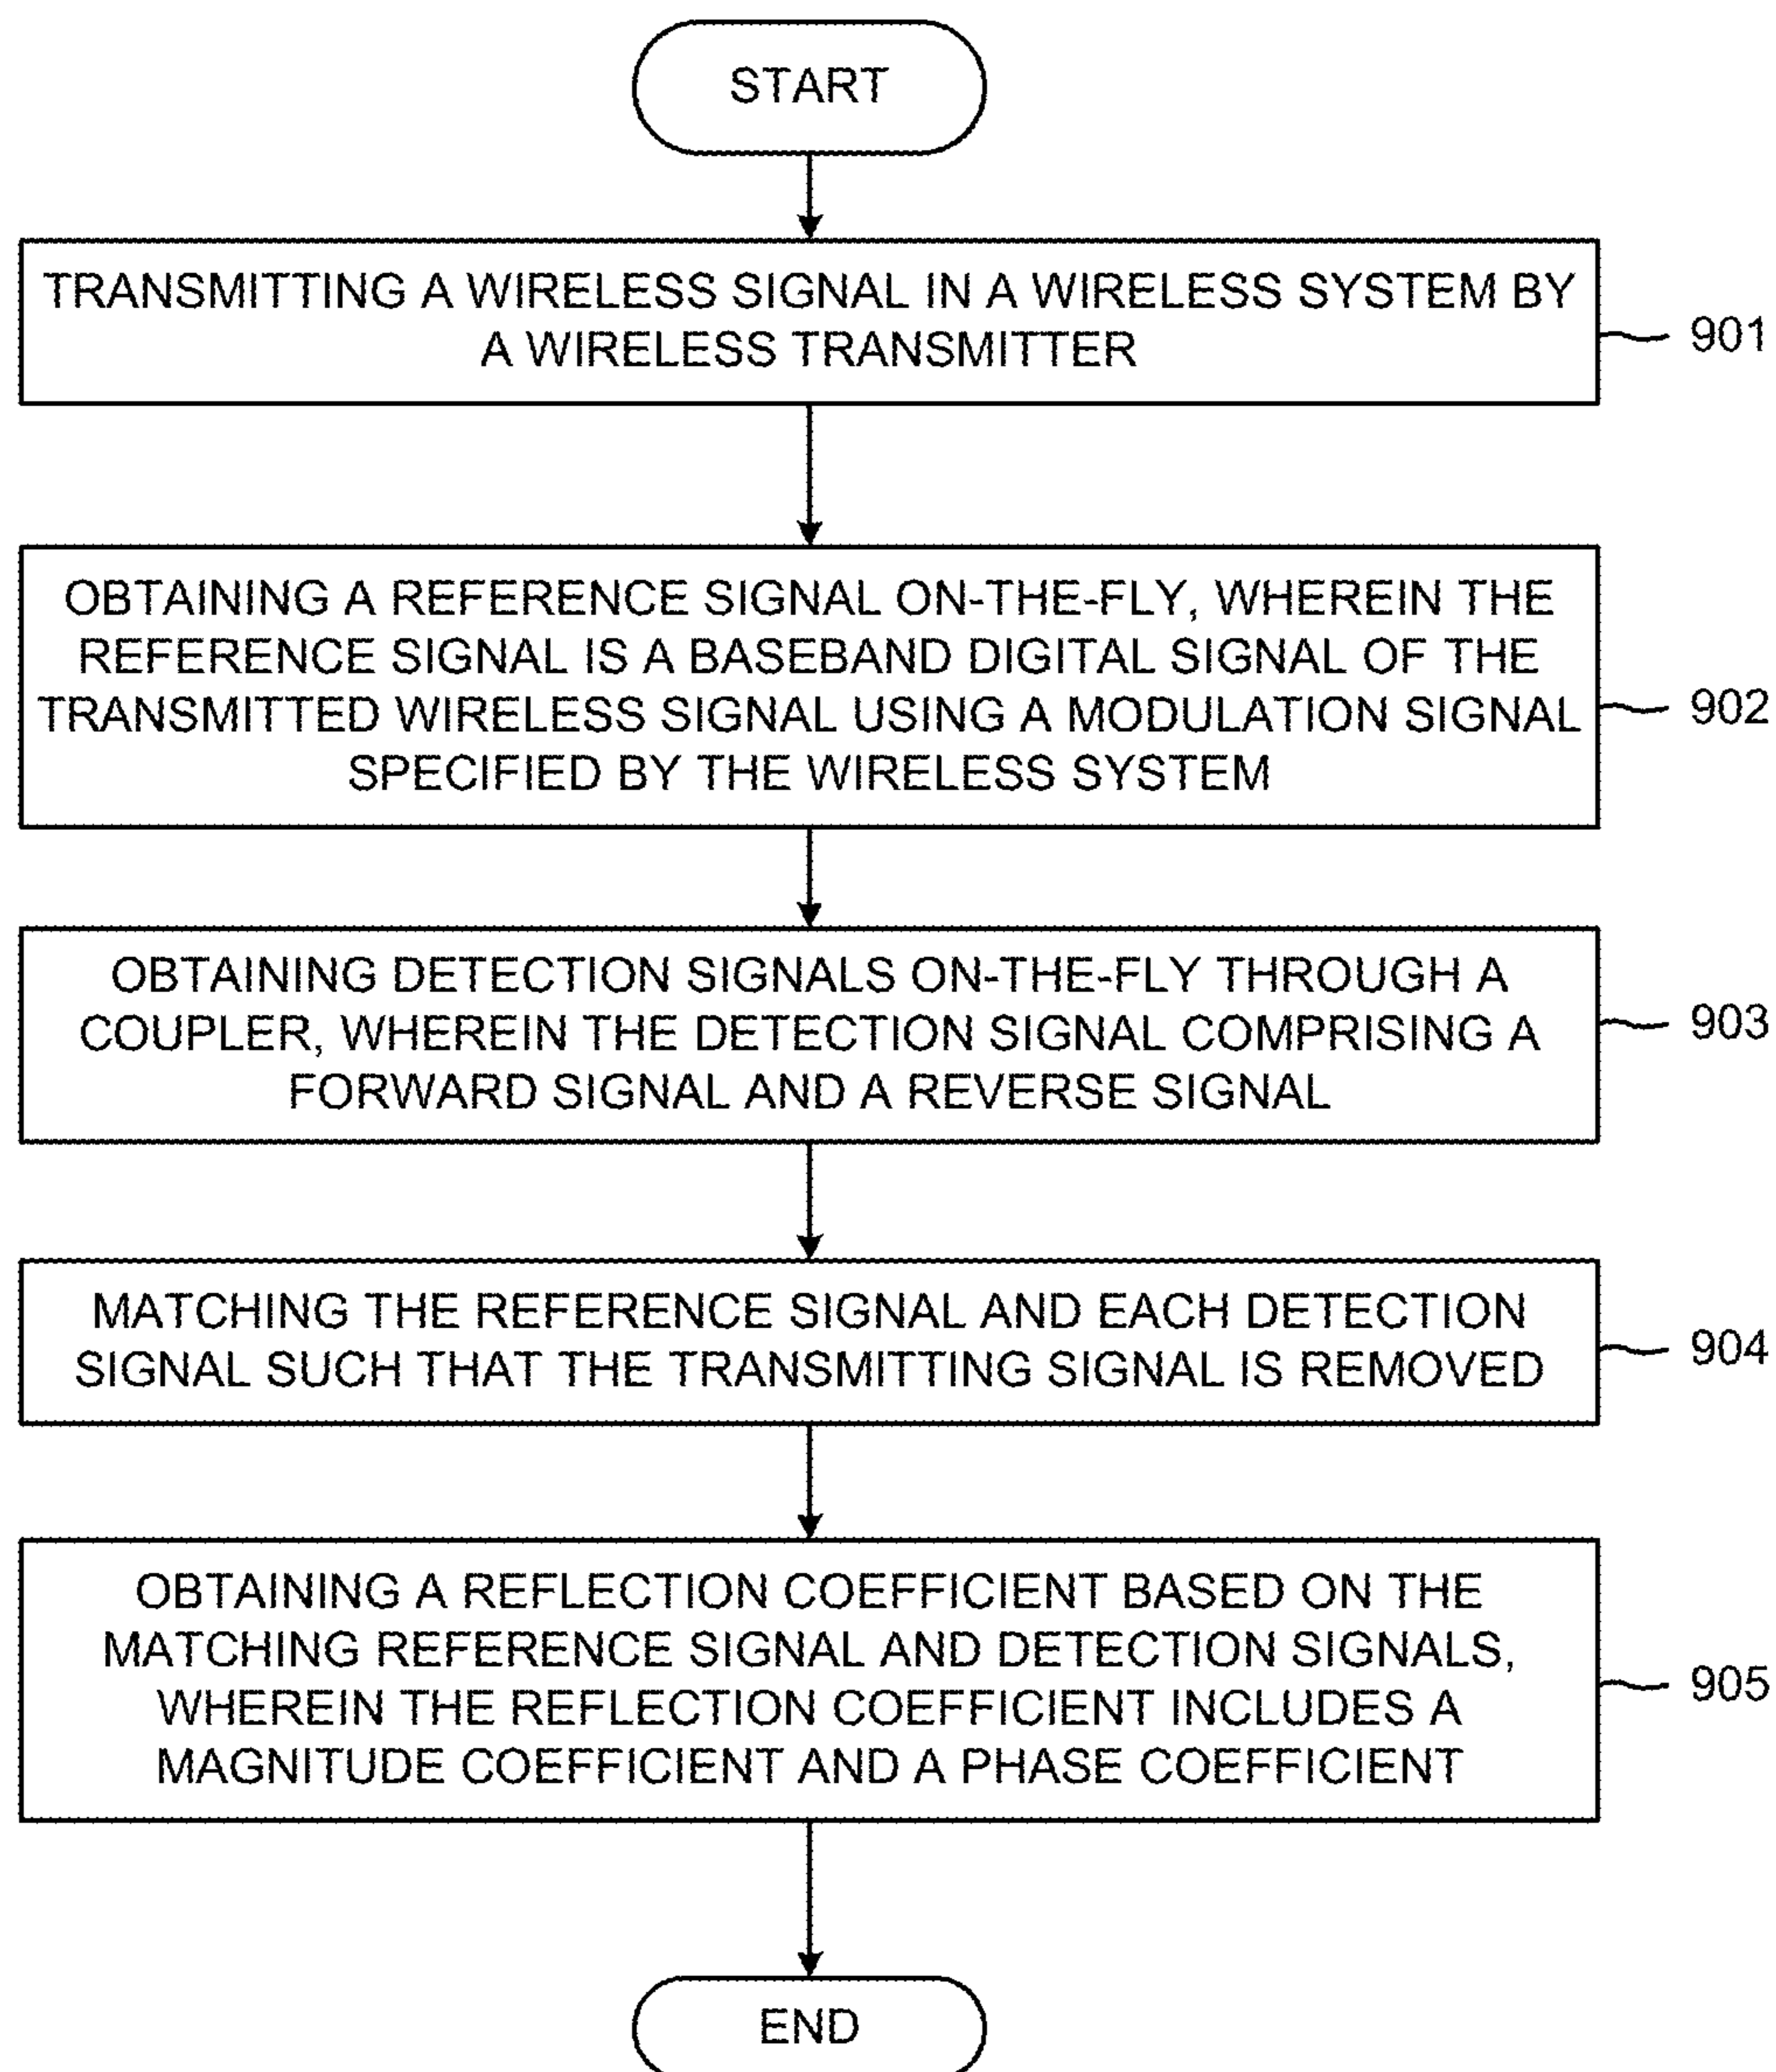 START
TRANSMITTING A WIRELESS SIGNAL IN A WIRELESS SYSTEM BY
A WIRELESS TRANSMITTER
901
OBTAINING A REFERENCE SIGNAL ON-THE-FLY, WHEREIN THE
REFERENCE SIGNAL IS A BASEBAND DIGITAL SIGNAL OF THE
TRANSMITTED WIRELESS SIGNAL USING A MODULATION SIGNAL
SPECIFIED BY THE WIRELESS SYSTEM
902
OBTAINING DETECTION SIGNALS ON-THE-FLY THROUGH A
COUPLER, WHEREIN THE DETECTION SIGNAL COMPRISING A
FORWARD SIGNAL AND A REVERSE SIGNAL
903
MATCHING THE REFERENCE SIGNAL AND EACH DETECTION
SIGNAL SUCH THAT THE TRANSMITTING SIGNAL IS REMOVED
904
OBTAINING A REFLECTION COEFFICIENT BASED ON THE
MATCHING REFERENCE SIGNAL AND DETECTION SIGNALS,
WHEREIN THE REFLECTION COEFFICIENT INCLUDES A
MAGNITUDE COEFFICIENT AND A PHASE COEFFICIENT
905
END